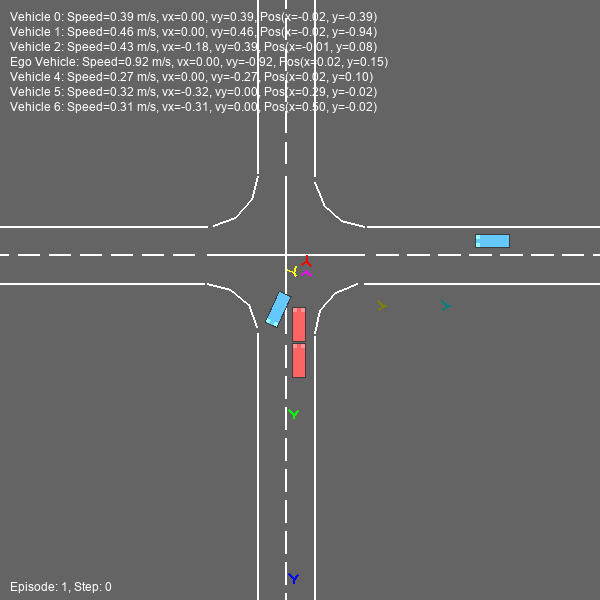 Vehicle 0: Speed=0.39 m/s, vx=0.00, vy=0.39, Pos(x=-0.02, y=-0.39)
Vehicle 1: Speed=0.46 m/s, vx=0.00, vy=0.46, Pos(x=-0.02, y=-0.94)
Vehicle 2: Speed=0.43 m/s, vx=-0.18, vy=0.39, Pos(x=-0.01, y=0.08)
Ego Vehicle: Speed=0.92 m/s, vx=0.00, vy=-0.92, Pos(x=0.02, y=0.15)
Vehicle 4: Speed=0.27 m/s, vx=0.00, vy=-0.27, Pos(x=0.02, y=0.10)
Vehicle 5: Speed=0.32 m/s, vx=-0.32, vy=0.00, Pos(x=0.29, y=-0.02)
Vehicle 6: Speed=0.31 m/s, vx=-0.31, vy=0.00, Pos(x=0.50, y=-0.02)
Episode: 1, Step: 0